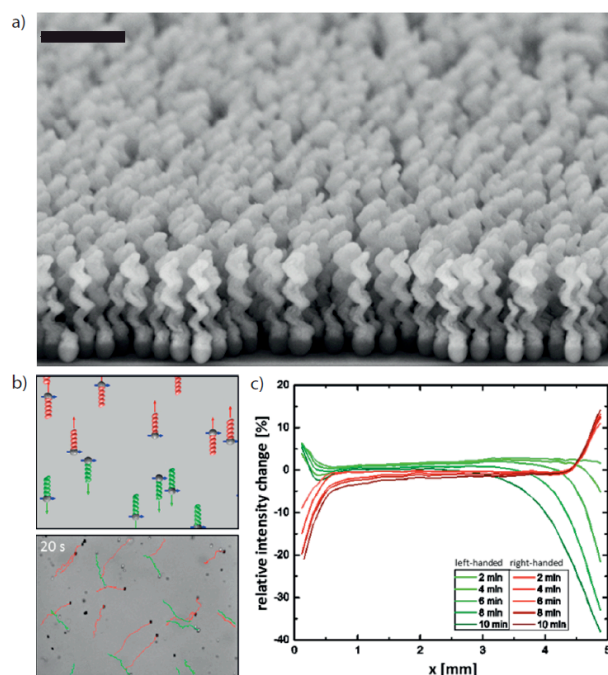 a)
b)
20 s
c)
relative intensity change [%]
20
10
0
-10
-20
-30
-40
left-handed right-handed
2 min 2 min
4 min 4 min
6 min 6 min
8 min 8 min
10 min 10 min
0 1 2 3 4 5
x [mm]